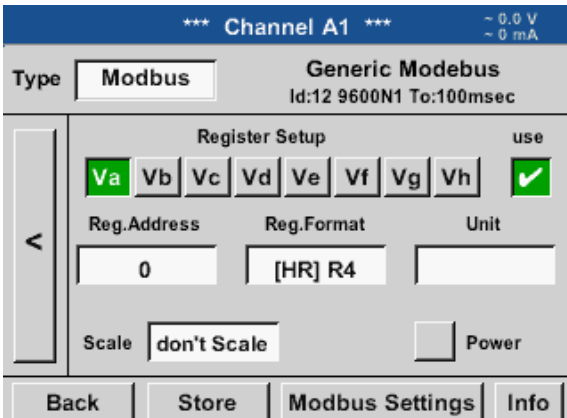 *** Channel A1 ***
~ 0.0 V
~ 0 mA
Type Modbus
Generic Modebus
Id:12 9600N1 To:100msec
<
Register Setup
use
Va Vb Vc Vd Ve Vf Vg Vh ✔
Reg.Address Reg.Format Unit
0 [HR] R4
Scale don't Scale Power
Back Store Modbus Settings Info